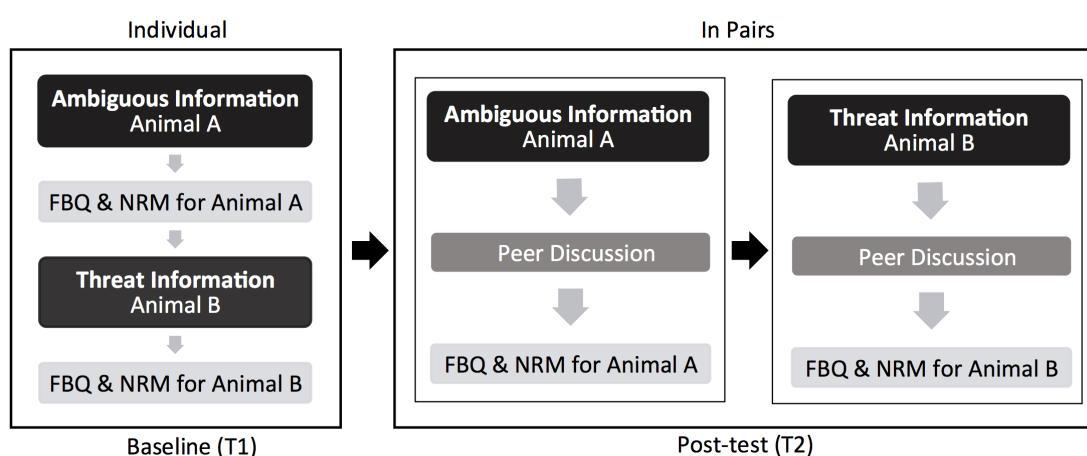 Individual
Ambiguous Information
Animal A
FBQ & NRM for Animal A
Threat Information
Animal B
FBQ & NRM for Animal B
Baseline (T1)
In Pairs
Ambiguous Information
Animal A
Peer Discussion
FBQ & NRM for Animal A
Threat Information
Animal B
Peer Discussion
FBQ & NRM for Animal B
Post-test (T2)